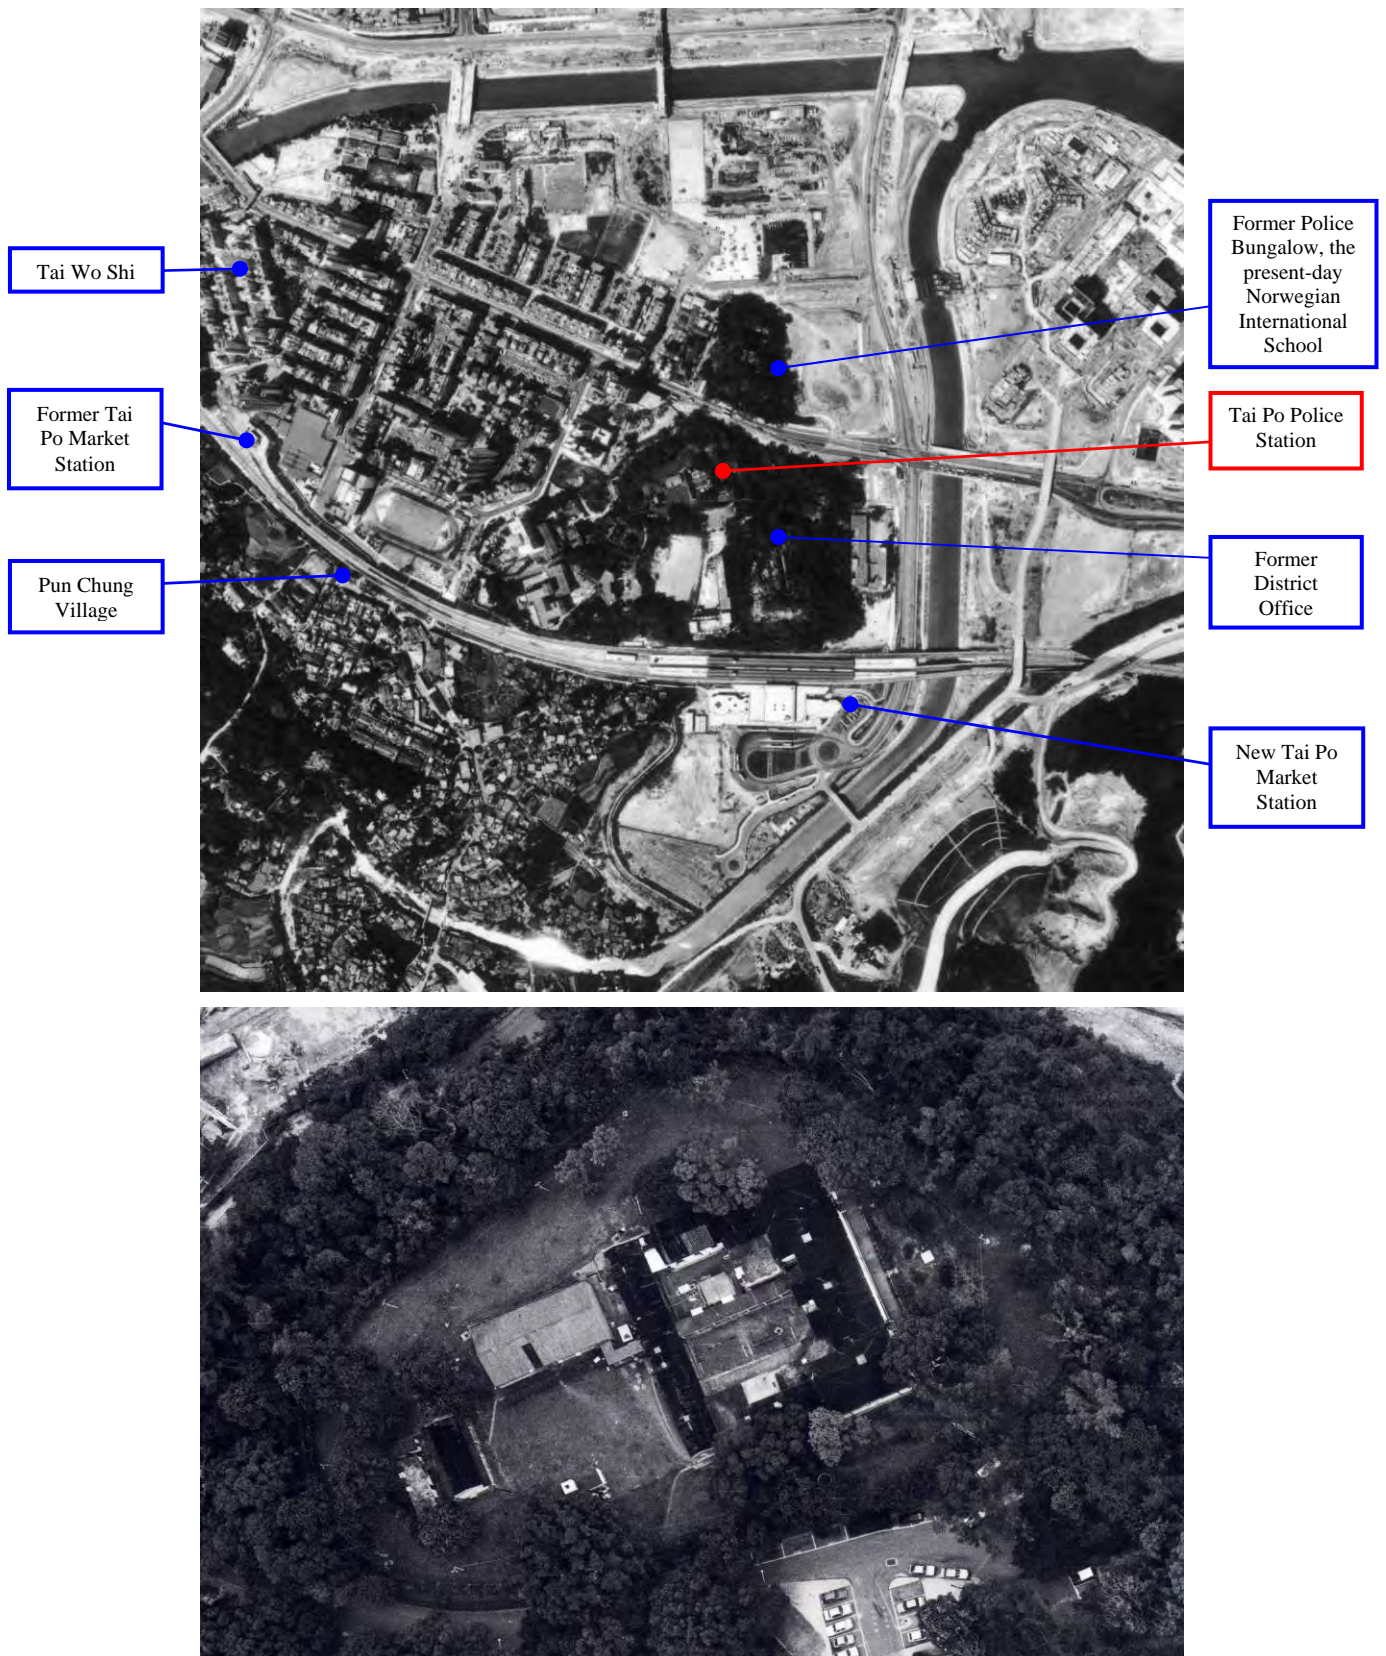 Tai Wo Shi
Former Tai
Po Market
Station
Pun Chung
Village
Former Police
Bungalow, the
present-day
Norwegian
International
School
Tai Po Police
Station
Former
District
Office
New Tai Po
Market
Station